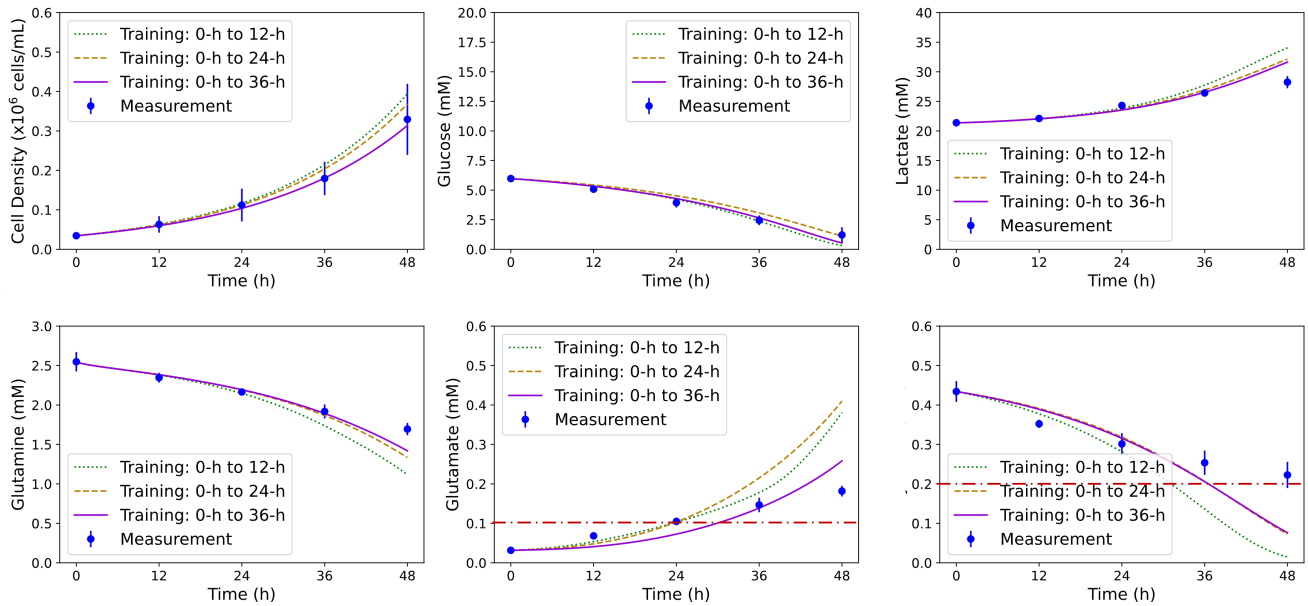 Cell Density (x10⁶ cells/mL)
0.6
0.5
0.4
0.3
0.2
0.1
0.0
Training: 0-h to 12-h
Training: 0-h to 24-h
Training: 0-h to 36-h
Measurement
0 12 24 36 48
Time (h)
Glucose (mM)
20.0
17.5
15.0
12.5
10.0
7.5
5.0
2.5
0.0
Training: 0-h to 12-h
Training: 0-h to 24-h
Training: 0-h to 36-h
Measurement
0 12 24 36 48
Time (h)
Lactate (mM)
40
35
30
25
20
15
10
5
0
Training: 0-h to 12-h
Training: 0-h to 24-h
Training: 0-h to 36-h
Measurement
0 12 24 36 48
Time (h)
Glutamine (mM)
3.0
2.5
2.0
1.5
1.0
0.5
0.0
Training: 0-h to 12-h
Training: 0-h to 24-h
Training: 0-h to 36-h
Measurement
0 12 24 36 48
Time (h)
Glutamate (mM)
0.6
0.5
0.4
0.3
0.2
0.1
0.0
Training: 0-h to 12-h
Training: 0-h to 24-h
Training: 0-h to 36-h
Measurement
0 12 24 36 48
Time (h)
0.6
0.5
0.4
0.3
0.2
0.1
0.0
Training: 0-h to 12-h
Training: 0-h to 24-h
Training: 0-h to 36-h
Measurement
0 12 24 36 48
Time (h)